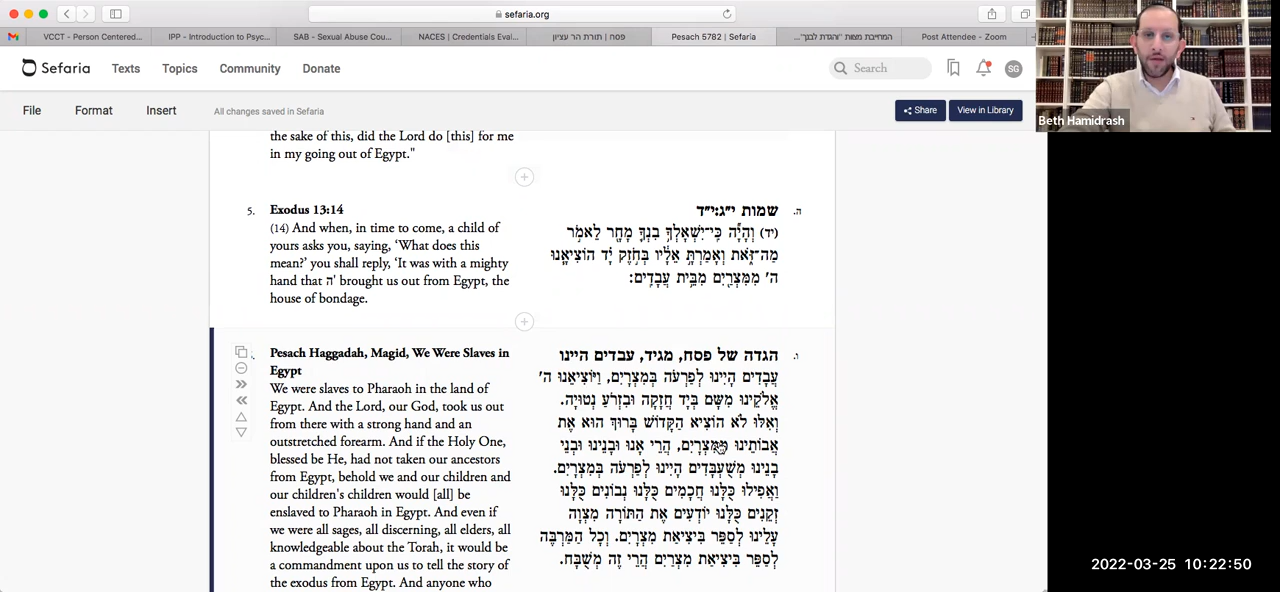 sefaria.org
VCCT - Person Centered...
IPP - Introduction to Psyc...
SAB - Sexual Abuse Cou...
NACES | Credentials Eval...
פסח | תורת הר עציון
Pesach 5782 | Sefaria
המחייבת מצות "והגדת לבנך"...
Post Attendee - Zoom
Sefaria
Texts
Topics
Community
Donate
Search
SG
File
Format
Insert
All changes saved in Sefaria
Share
View in Library
Beth Hamidrash
the sake of this, did the Lord do [this] for me
in my going out of Egypt."
5.
Exodus 13:14
(14) And when, in time to come, a child of
yours asks you, saying, ‘What does this
mean?’ you shall reply, ‘It was with a mighty
hand that ה' brought us out from Egypt, the
house of bondage.
ה.
שמות י״ג:י״ד
(יד) וְהָיָ֞ה כִּֽי־יִשְׁאָלְךָ֥ בִנְךָ֛ מָחָ֖ר לֵאמֹ֣ר
מַה־זֹּ֑את וְאָמַרְתָּ֣ אֵלָ֔יו בְּחֹ֣זֶק יָ֗ד הוֹצִיאָ֧נוּ
ה' מִמִּצְרַ֖יִם מִבֵּ֥ית עֲבָדִֽים׃
Pesach Haggadah, Magid, We Were Slaves in
Egypt
We were slaves to Pharaoh in the land of
Egypt. And the Lord, our God, took us out
from there with a strong hand and an
outstretched forearm. And if the Holy One,
blessed be He, had not taken our ancestors
from Egypt, behold we and our children and
our children's children would [all] be
enslaved to Pharaoh in Egypt. And even if
we were all sages, all discerning, all elders, all
knowledgeable about the Torah, it would be
a commandment upon us to tell the story of
the exodus from Egypt. And anyone who
ו.
הגדה של פסח, מגיד, עבדים היינו
עֲבָדִים הָיִינוּ לְפַרְעֹה בְּמִצְרָיִם, וַיּוֹצִיאֵנוּ ה'
אֱלֹקֵינוּ מִשָּׁם בְּיָד חֲזָקָה וּבִזְרֹעַ נְטוּיָה.
וְאִלּוּ לֹא הוֹצִיא הַקָּדוֹשׁ בָּרוּךְ הוּא אֶת
אֲבוֹתֵינוּ מִמִּצְרָיִם, הֲרֵי אָנוּ וּבָנֵינוּ וּבְנֵי
בָנֵינוּ מְשֻׁעְבָּדִים הָיִינוּ לְפַרְעֹה בְּמִצְרָיִם.
וַאֲפִילוּ כֻּלָּנוּ חֲכָמִים כֻּלָּנוּ נְבוֹנִים כֻּלָּנוּ
זְקֵנִים כֻּלָּנוּ יוֹדְעִים אֶת הַתּוֹרָה מִצְוָה
עָלֵינוּ לְסַפֵּר בִּיצִיאַת מִצְרָיִם. וְכָל הַמַּרְבֶּה
לְסַפֵּר בִּיצִיאַת מִצְרַיִם הֲרֵי זֶה מְשֻׁבָּח.
2022-03-25 10:22:50